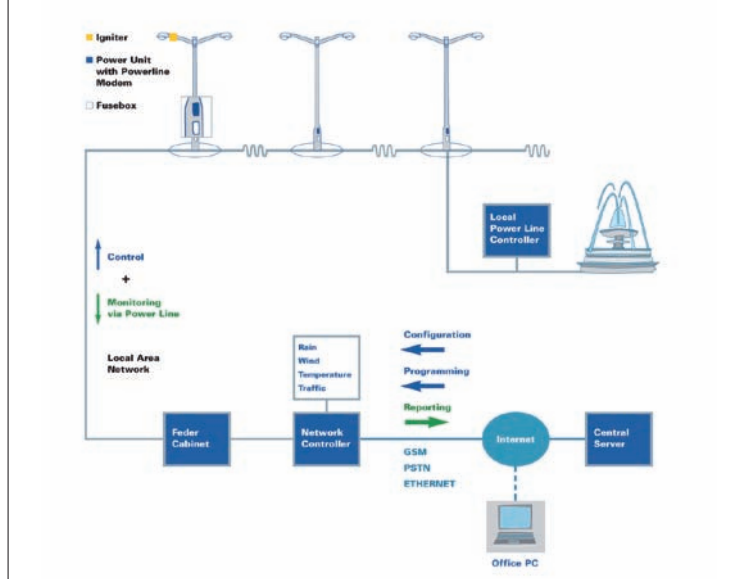 Igniter
Power Unit
with Powerline
Modem
Fusebox
Local
Power Line
Controller
Control
+
Monitoring
via Power Line
Local Area
Network
Rain
Wind
Temperature
Traffic
Configuration
Programming
Reporting
Feder
Cabinet
Network
Controller
Internet
Central
Server
GSM
PSTN
ETHERNET
Office PC